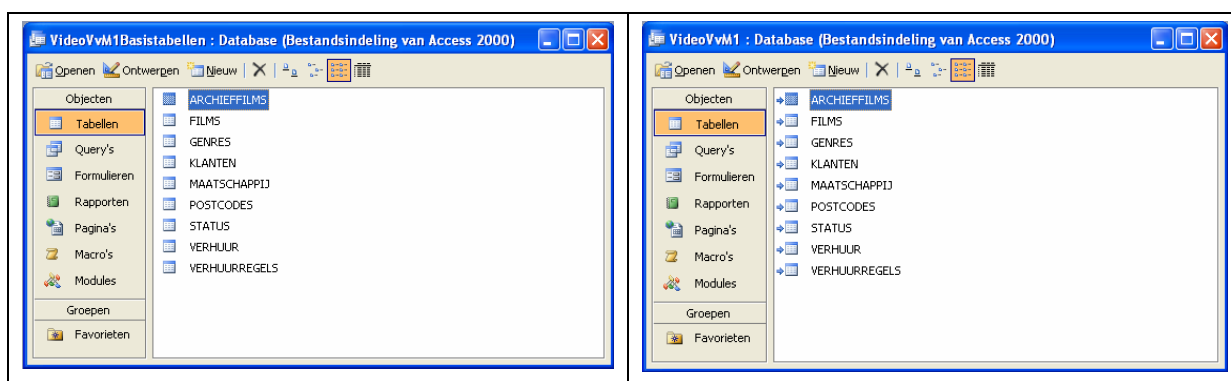 VideoVvM1Basistabellen : Database (Bestandsindeling van Access 2000)
Openen Ontwerpen Nieuw
Objecten
Tabellen
Query's
Formulieren
Rapporten
Pagina's
Macro's
Modules
Groepen
Favorieten
ARCHIEFFILMS
FILMS
GENRES
KLANTEN
MAATSCHAPPIJ
POSTCODES
STATUS
VERHUUR
VERHUURREGELS
VideoVvM1 : Database (Bestandsindeling van Access 2000)
Openen Ontwerpen Nieuw
Objecten
Tabellen
Query's
Formulieren
Rapporten
Pagina's
Macro's
Modules
Groepen
Favorieten
ARCHIEFFILMS
FILMS
GENRES
KLANTEN
MAATSCHAPPIJ
POSTCODES
STATUS
VERHUUR
VERHUURREGELS